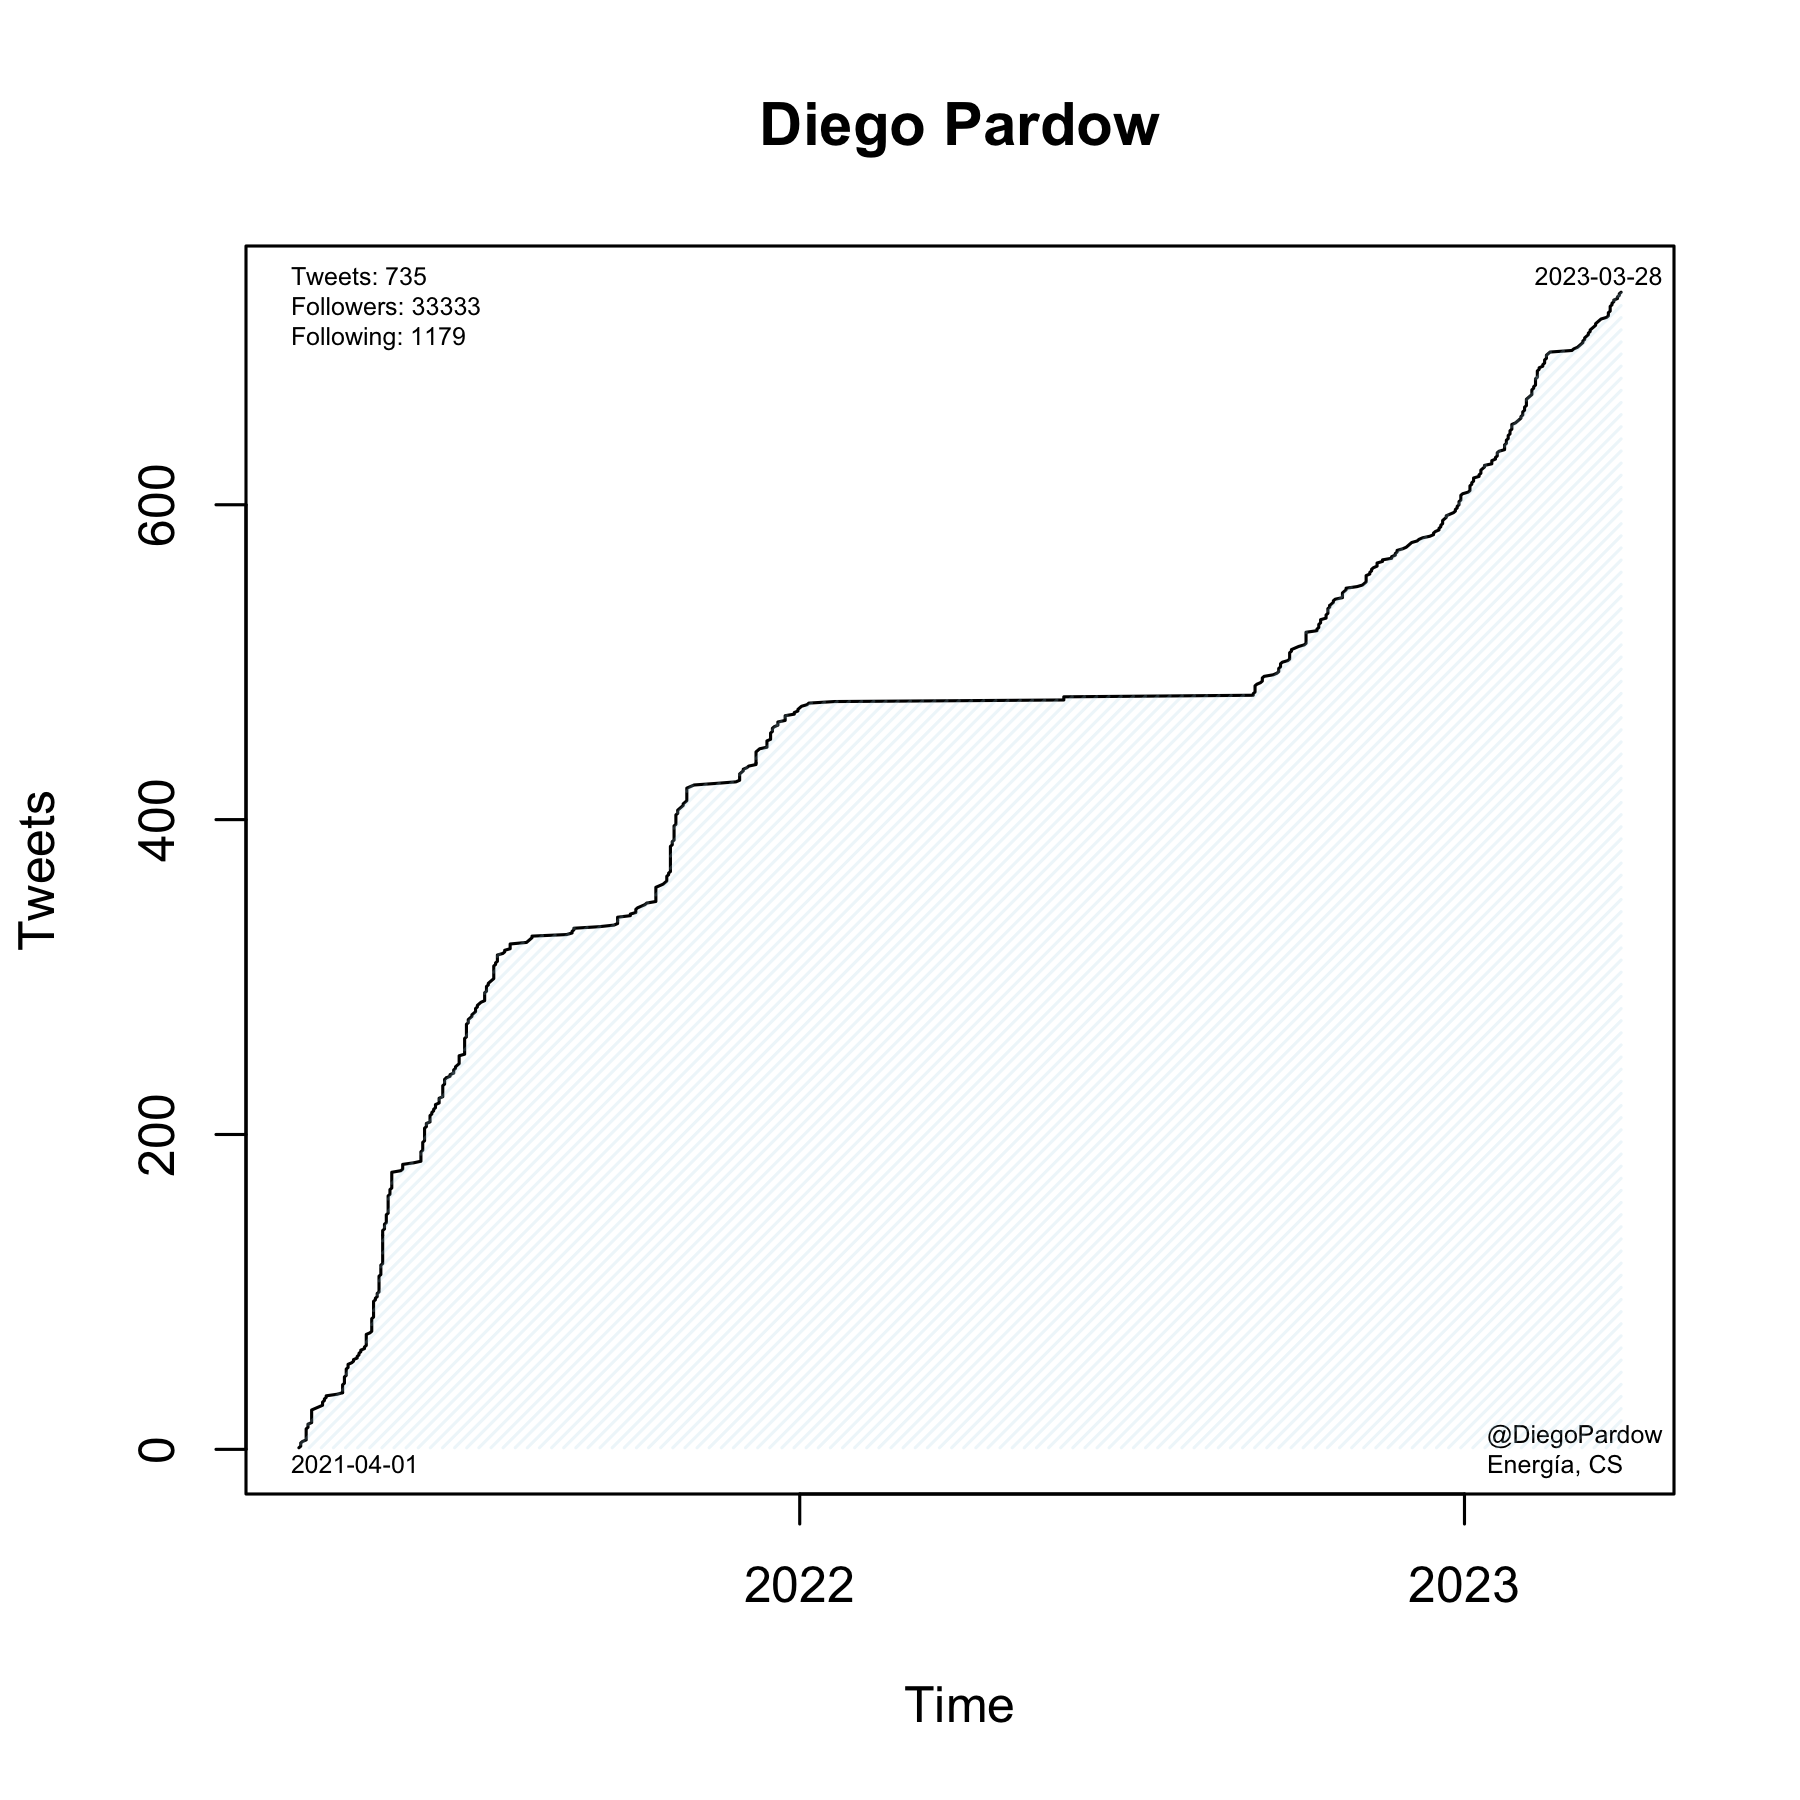 Diego Pardow
Tweets: 735
Followers: 33333
Following: 1179
2023-03-28
600
400
200
0
Tweets
@DiegoPardow
Energía, CS
2021-04-01
2022
2023
Time